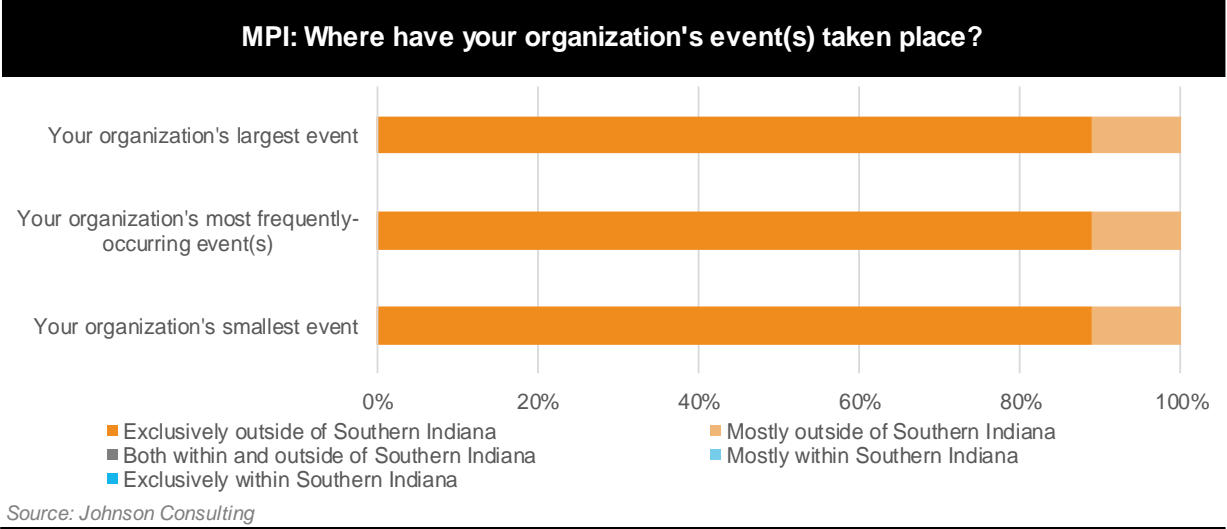 MPI: Where have your organization's event(s) taken place?
Your organization's largest event
Your organization's most frequently-
occurring event(s)
Your organization's smallest event
0% 20% 40% 60% 80% 100%
Exclusively outside of Southern Indiana Mostly outside of Southern Indiana
Both within and outside of Southern Indiana Mostly within Southern Indiana
Exclusively within Southern Indiana
Source: Johnson Consulting